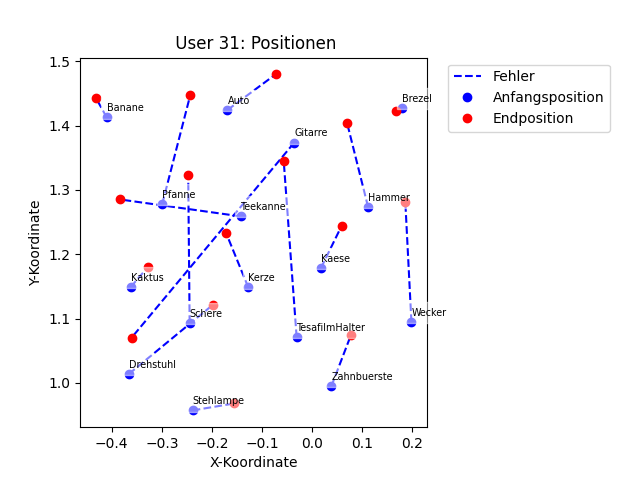 User 31: Positionen
Y-Koordinate
1.5
1.4
1.3
1.2
1.1
1.0
Banane
Auto
Brezel
Gitarre
Pfanne
Teekanne
Hammer
Kaktus
Kerze
Kaese
Schere
TesafilmHalter
Wecker
Drehstuhl
Zahnbuerste
Stehlampe
−0.4 −0.3 −0.2 −0.1 0.0 0.1 0.2
X-Koordinate
Fehler
Anfangsposition
Endposition